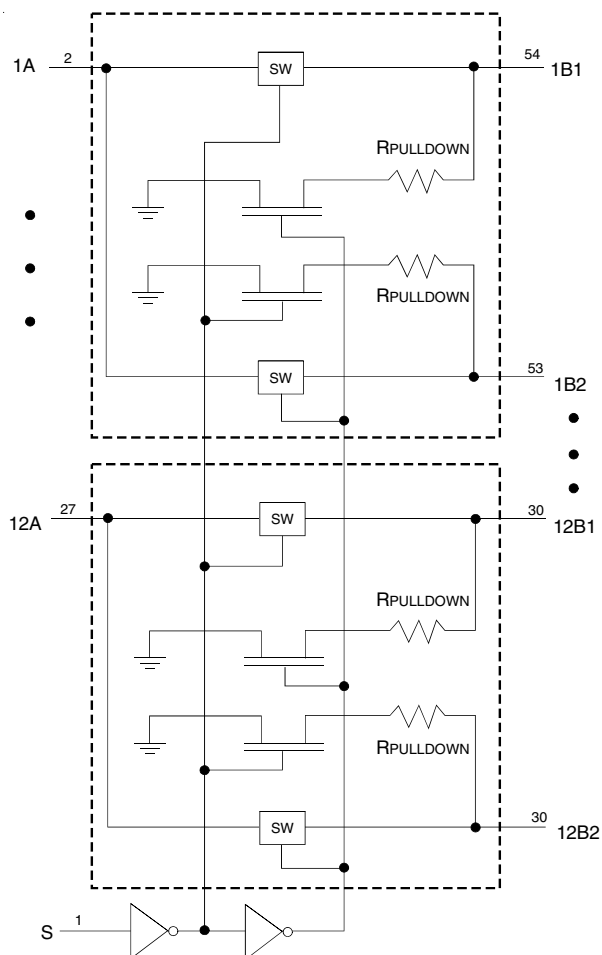 1A 2 SW 54 1B1
RPULLDOWN
RPULLDOWN
SW 53 1B2
12A 27 SW 30 12B1
RPULLDOWN
RPULLDOWN
SW 30 12B2
S 1